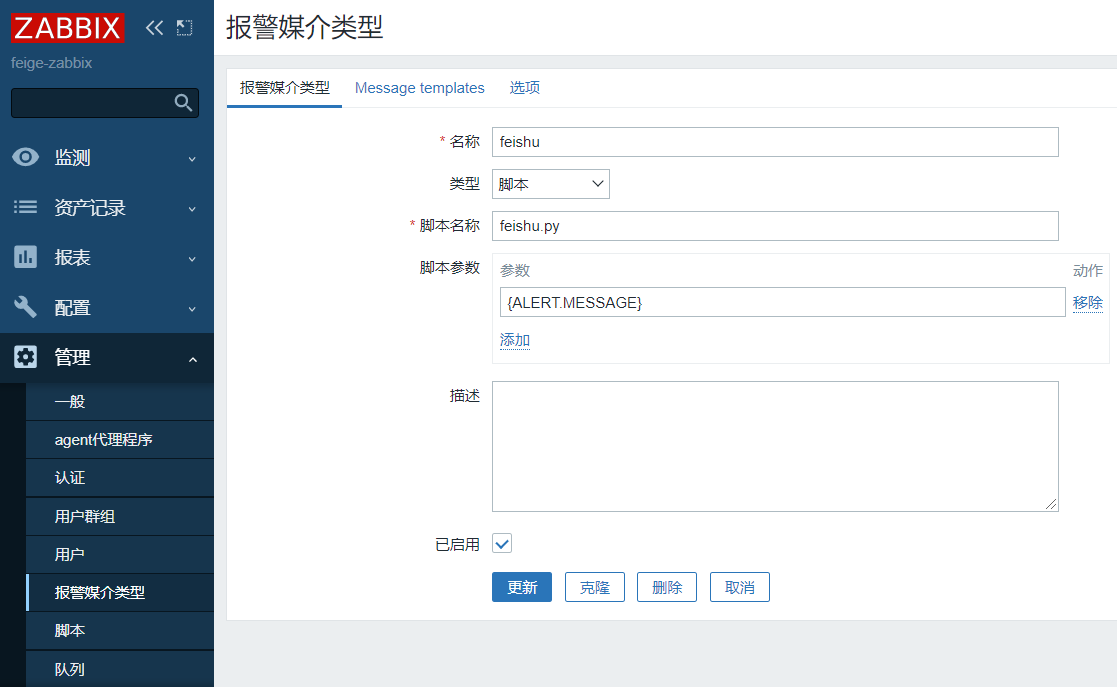 ZABBIX
feige-zabbix
监测
资产记录
报表
配置
管理
一般
agent代理程序
认证
用户群组
用户
报警媒介类型
脚本
队列
报警媒介类型
报警媒介类型 Message templates 选项
* 名称 feishu
类型 脚本
* 脚本名称 feishu.py
脚本参数 参数 动作
{ALERT.MESSAGE} 移除
添加
描述
已启用
更新 克隆 删除 取消